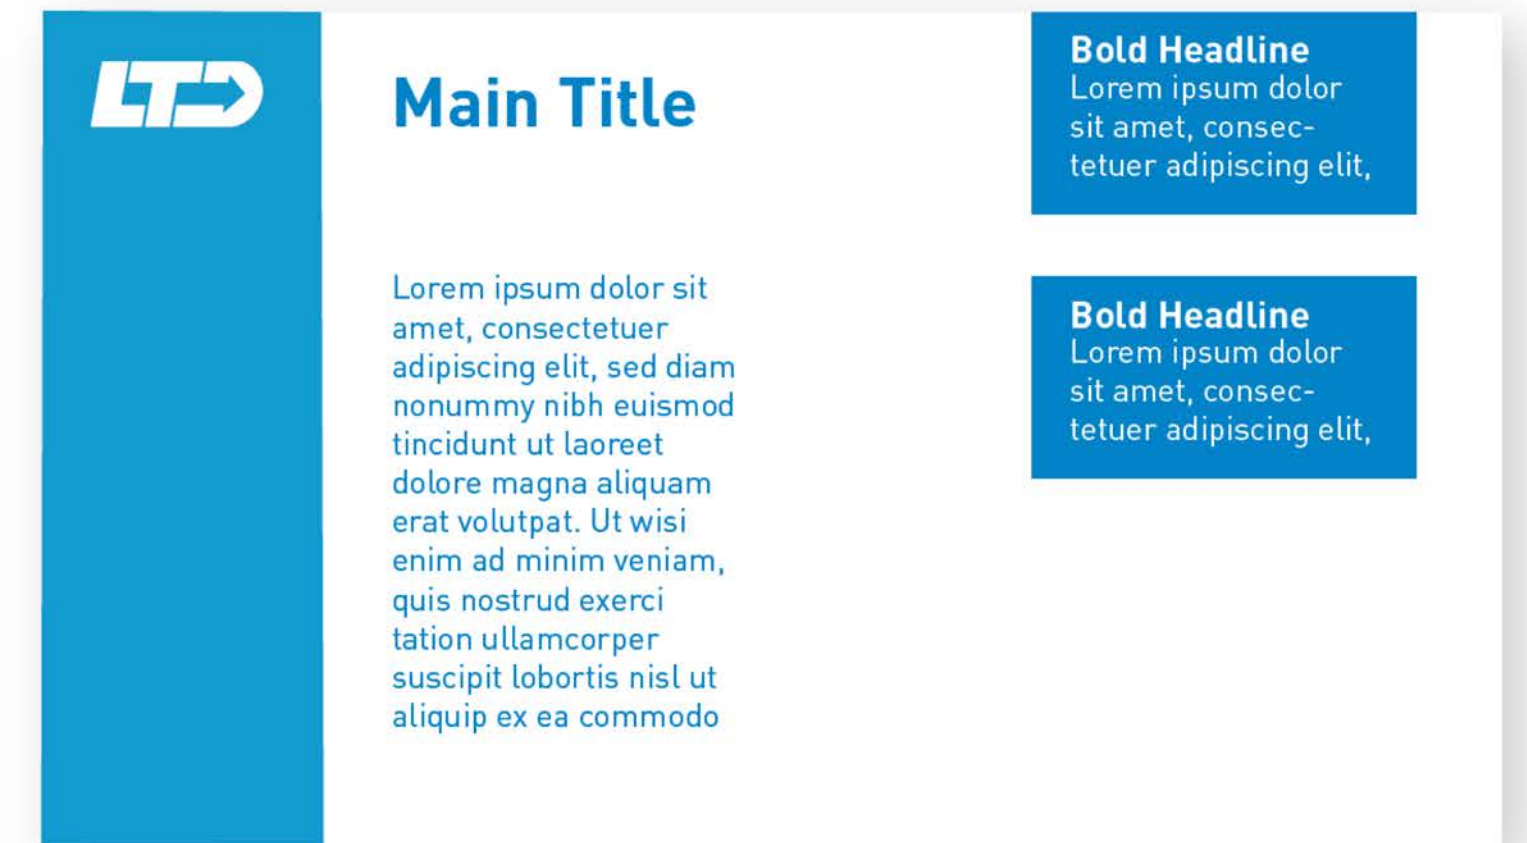 LTD
Main Title
Lorem ipsum dolor sit
amet, consectetuer
adipiscing elit, sed diam
nonummy nibh euismod
tincidunt ut laoreet
dolore magna aliquam
erat volutpat. Ut wisi
enim ad minim veniam,
quis nostrud exerci
tation ullamcorper
suscipit lobortis nisl ut
aliquip ex ea commodo
Bold Headline
Lorem ipsum dolor
sit amet, consec-
tetuer adipiscing elit,
Bold Headline
Lorem ipsum dolor
sit amet, consec-
tetuer adipiscing elit,